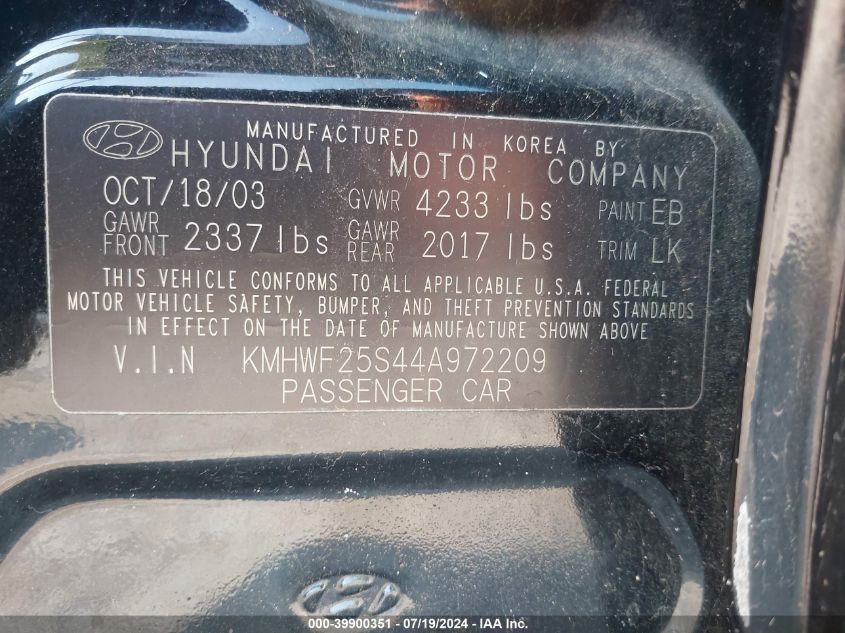 MANUFACTURED IN KOREA BY
HYUNDAI MOTOR COMPANY
OCT/18/03 GVWR 4233 lbs PAINT EB
GAWR FRONT 2337 lbs GAWR REAR 2017 lbs TRIM LK
THIS VEHICLE CONFORMS TO ALL APPLICABLE U.S.A. FEDERAL
MOTOR VEHICLE SAFETY, BUMPER, AND THEFT PREVENTION STANDARDS
IN EFFECT ON THE DATE OF MANUFACTURE SHOWN ABOVE
V.I.N KMHWF25S44A972209
PASSENGER CAR
000-39900351 - 07/19/2024 - IAA Inc.